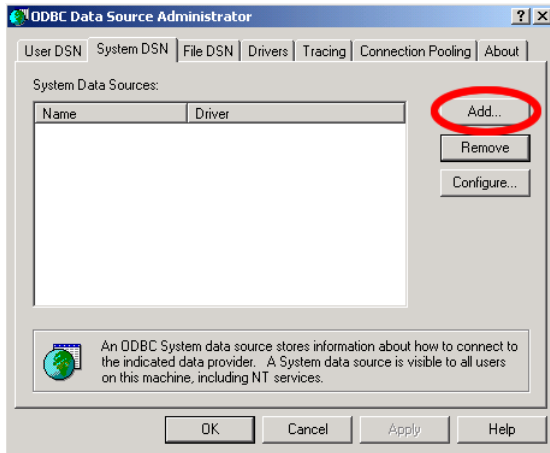 ODBC Data Source Administrator
User DSN System DSN File DSN Drivers Tracing Connection Pooling About
System Data Sources:
Name Driver
Add...
Remove
Configure...
An ODBC System data source stores information about how to connect to
the indicated data provider. A System data source is visible to all users
on this machine, including NT services.
OK Cancel Apply Help